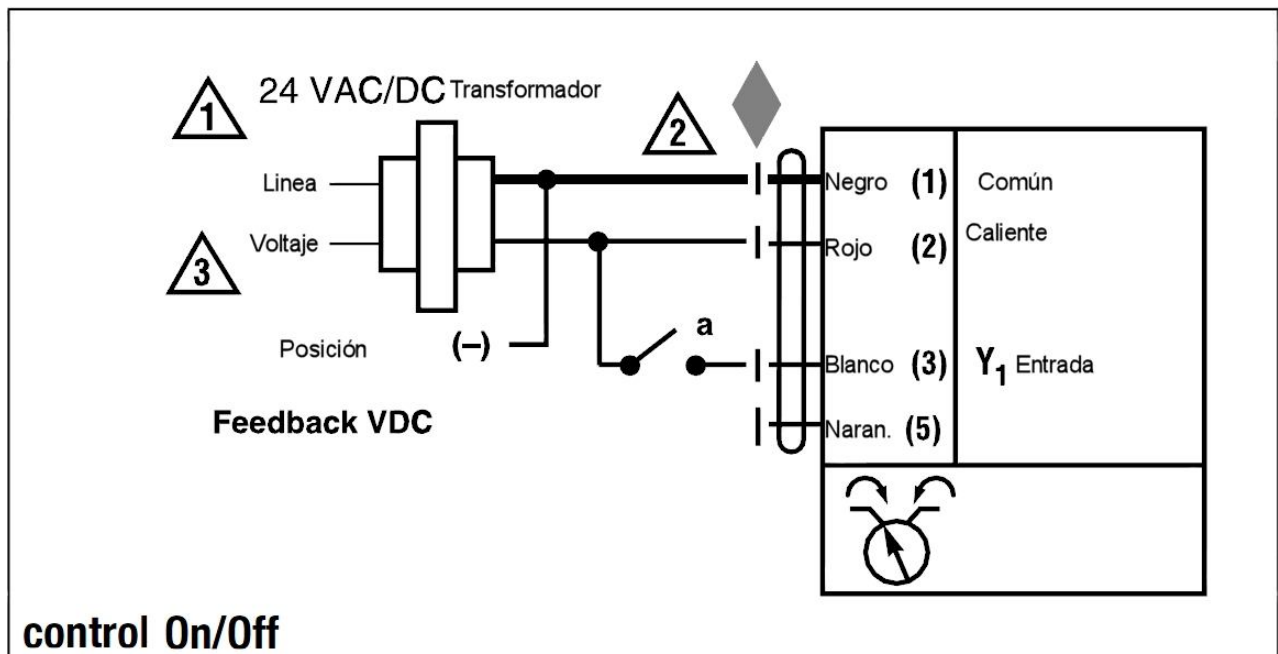 1 24 VAC/DC Transformador
2
Linea
Negro (1) Común
Voltaje
3
Rojo (2) Caliente
Posición (–)
a
Blanco (3) Y1 Entrada
Feedback VDC
Naran. (5)
control On/Off